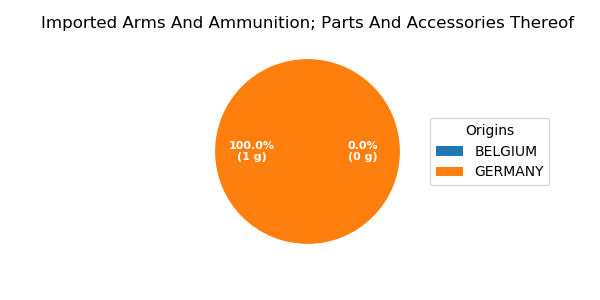 Imported Arms And Ammunition; Parts And Accessories Thereof
100.0%
(1 g)
0.0%
(0 g)
Origins
BELGIUM
GERMANY